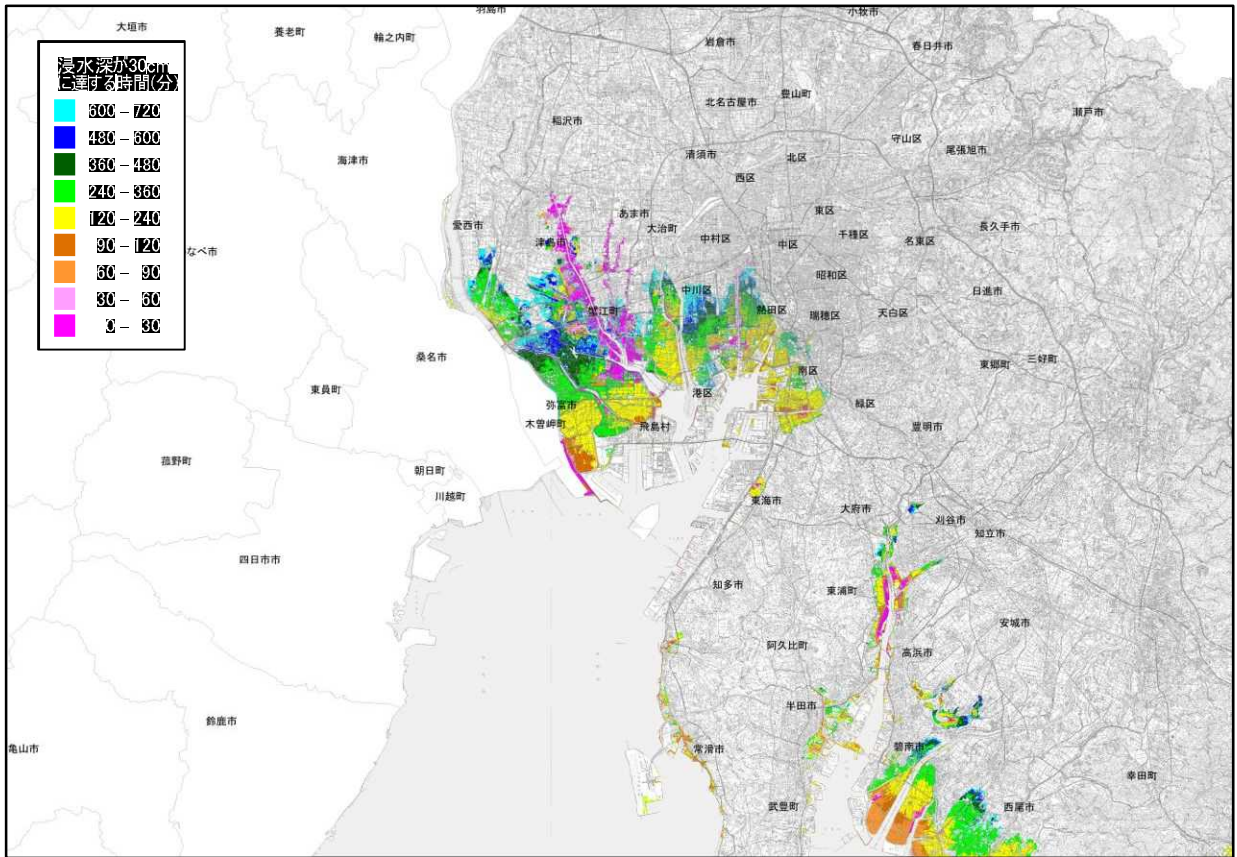 浸水深が30cm
に達する時間(分)
600 - 720
480 - 600
360 - 480
240 - 360
120 - 240
90 - 120
60 - 90
30 - 60
0 - 30
羽島市
小牧市
大垣市
養老町
輪之内町
岩倉市
春日井市
北名古屋市
豊山町
瀬戸市
稲沢市
守山区
海津市
清須市
北区
尾張旭市
西区
愛西市
あま市
東区
長久手市
大治町
津島市
中村区
中区
千種区
名東区
なべ市
昭和区
中川区
日進市
蟹江町
熱田区
瑞穂区
天白区
桑名市
三好町
東郷町
南区
東員町
港区
弥富市
緑区
木曽岬町
飛島村
豊明市
菰野町
朝日町
川越町
東海市
大府市
刈谷市
知立市
四日市市
知多市
東浦町
安城市
阿久比町
高浜市
半田市
鈴鹿市
亀山市
常滑市
碧南市
幸田町
武豊町
西尾市